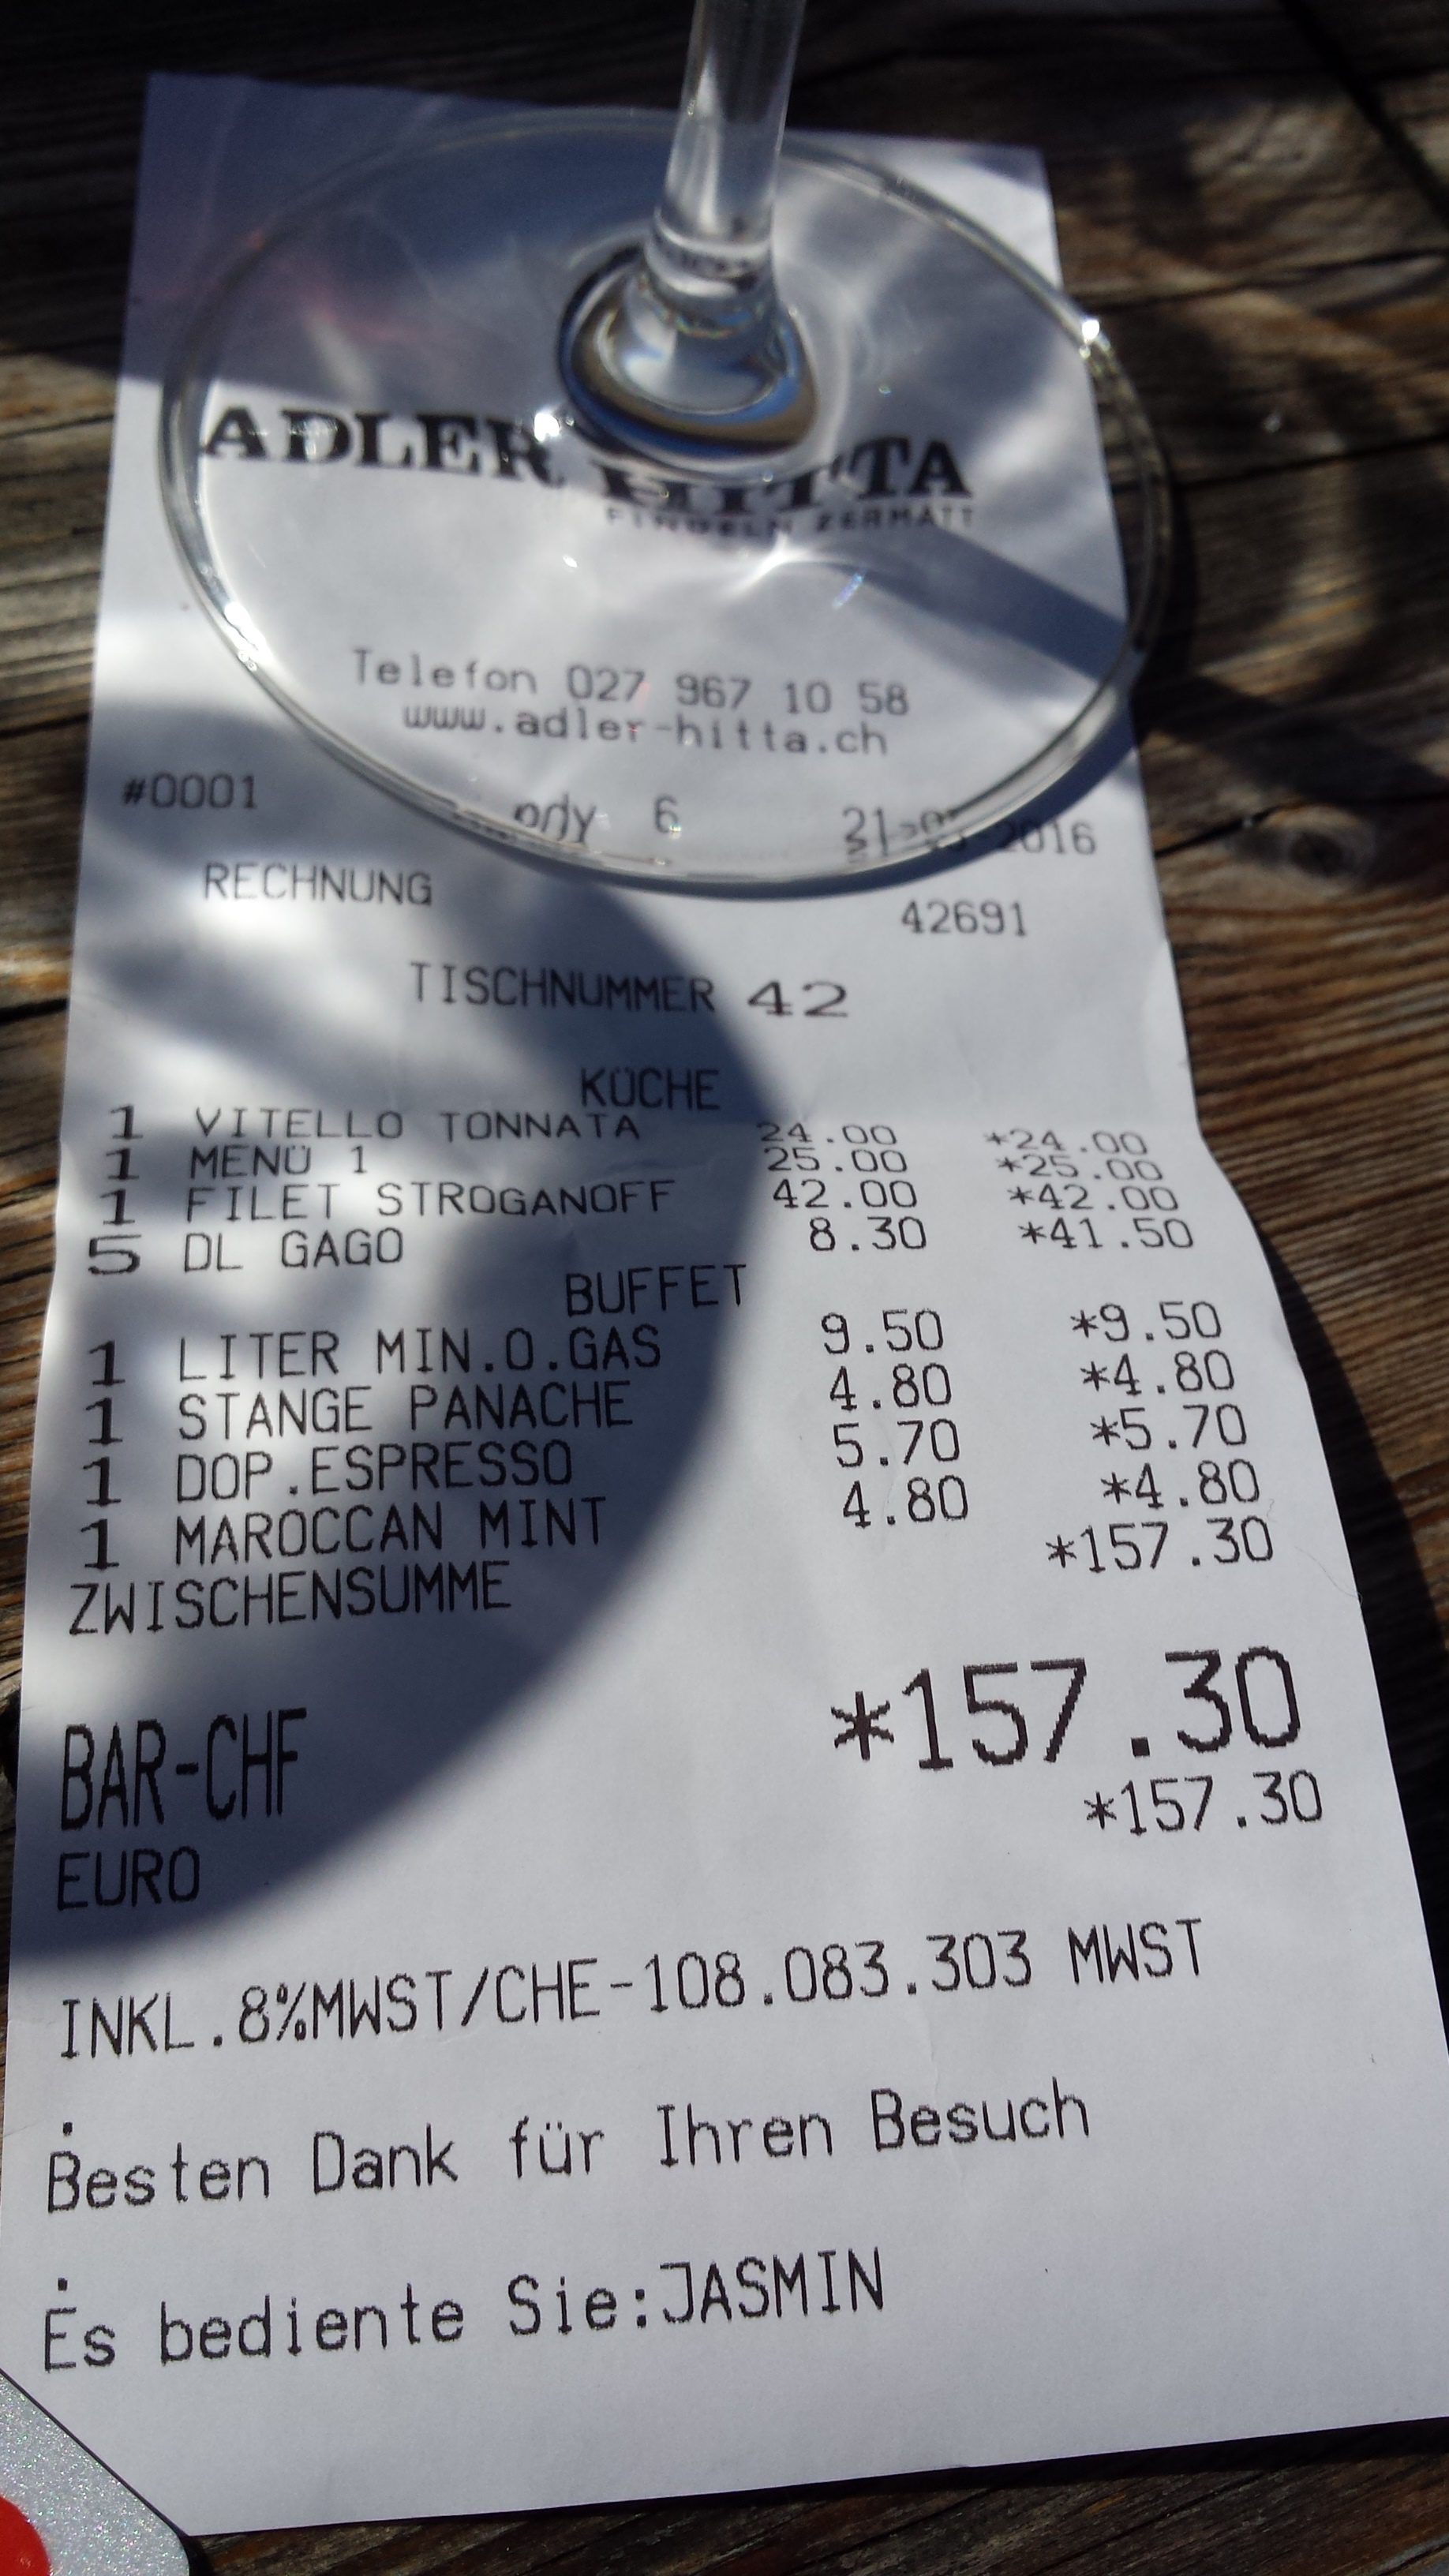 ADLER HITTA
FINDELN ZERMATT
Telefon 027 967 10 58
www.adler-hitta.ch
#0001 pdy 6 2016
RECHNUNG 42691
TISCHNUMMER 42
KÜCHE
1 VITELLO TONNATA 24.00 *24.00
1 MENÜ 1 25.00 *25.00
1 FILET STROGANOFF 42.00 *42.00
5 DL GAGO 8.30 *41.50
BUFFET
1 LITER MIN.O.GAS 9.50 *9.50
1 STANGE PANACHE 4.80 *4.80
1 DOP.ESPRESSO 5.70 *5.70
1 MAROCCAN MINT 4.80 *4.80
ZWISCHENSUMME *157.30
BAR-CHF *157.30
EURO *157.30
INKL.8%MWST/CHE-108.083.303 MWST
.
Besten Dank für Ihren Besuch
.
Es bediente Sie:JASMIN